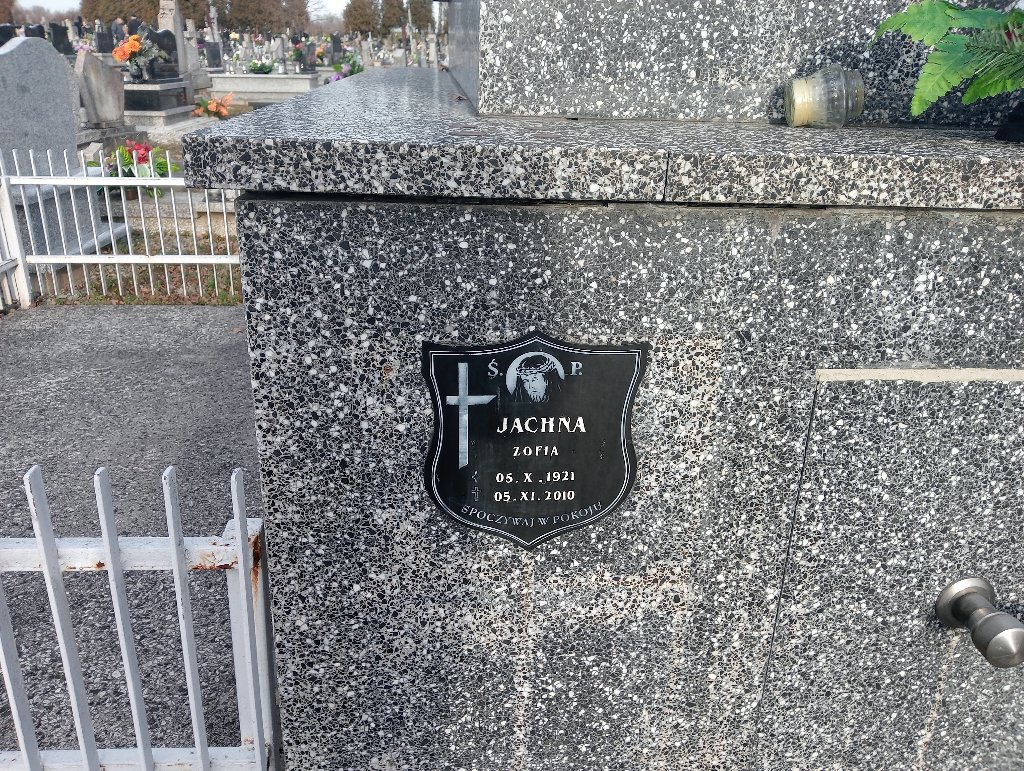 Ś. P.
JACHNA
ZOFIA
05.X.1921
05.XI.2010
SPOCZYWAJ W POKOJU